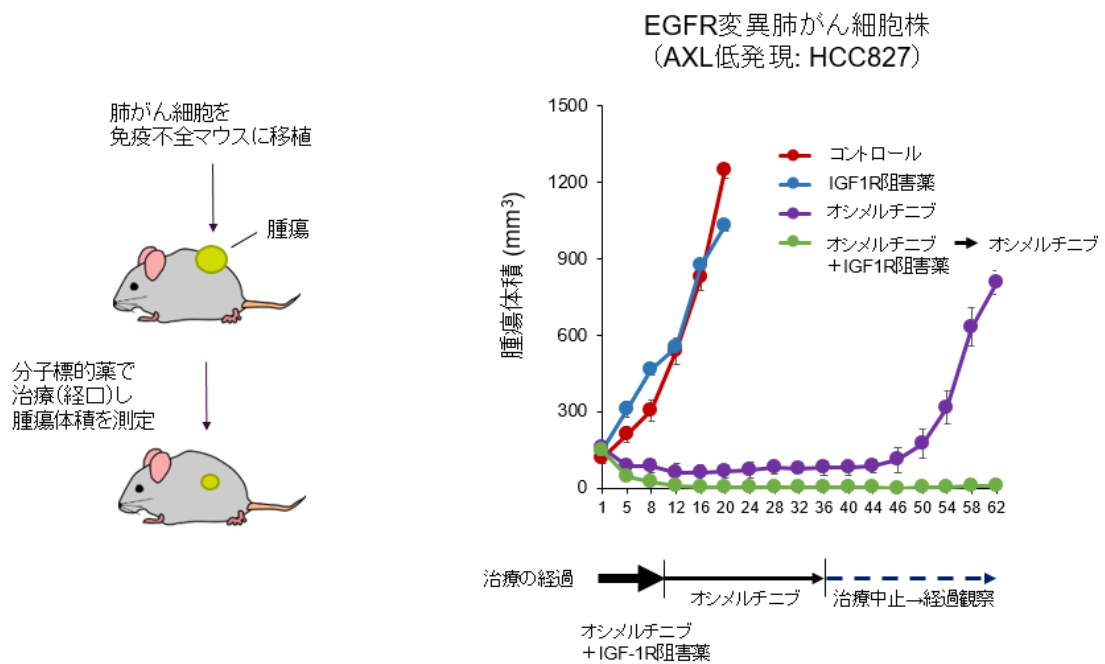 EGFR変異肺がん細胞株
（AXL低発現: HCC827）
肺がん細胞を
免疫不全マウスに移植
腫瘍
分子標的薬で
治療(経口)し
腫瘍体積を測定
腫瘍体積 (mm³)
1500
1200
900
600
300
0
1 5 8 12 16 20 24 28 32 36 40 44 46 50 54 58 62
コントロール
IGF1R阻害薬
オシメルチニブ
オシメルチニブ → オシメルチニブ
＋IGF1R阻害薬
治療の経過
オシメルチニブ
治療中止→経過観察
オシメルチニブ
＋IGF-1R阻害薬